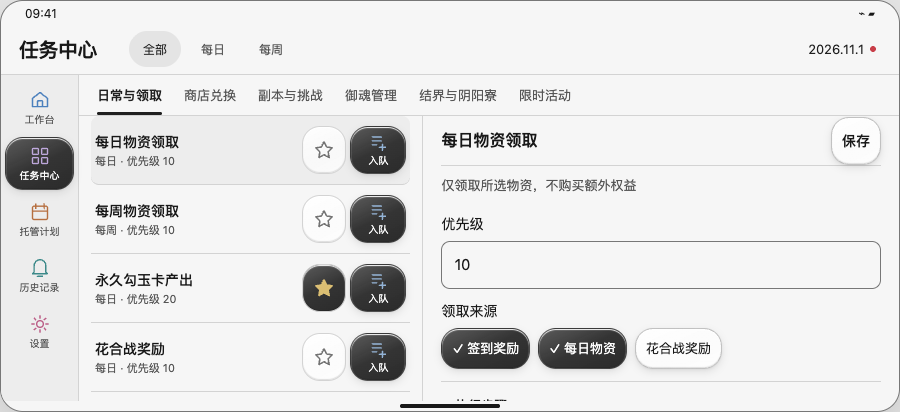 09:41
任务中心
全部 每日 每周
2026.11.1
工作台
任务中心
托管计划
历史记录
设置
日常与领取 商店兑换 副本与挑战 御魂管理 结界与阴阳寮 限时活动
每日物资领取
每日 · 优先级 10
入队
每周物资领取
每周 · 优先级 10
入队
永久勾玉卡产出
每日 · 优先级 20
入队
花合战奖励
每日 · 优先级 10
入队
每日物资领取
保存
仅领取所选物资，不购买额外权益
优先级
10
领取来源
✓ 签到奖励 ✓ 每日物资 花合战奖励